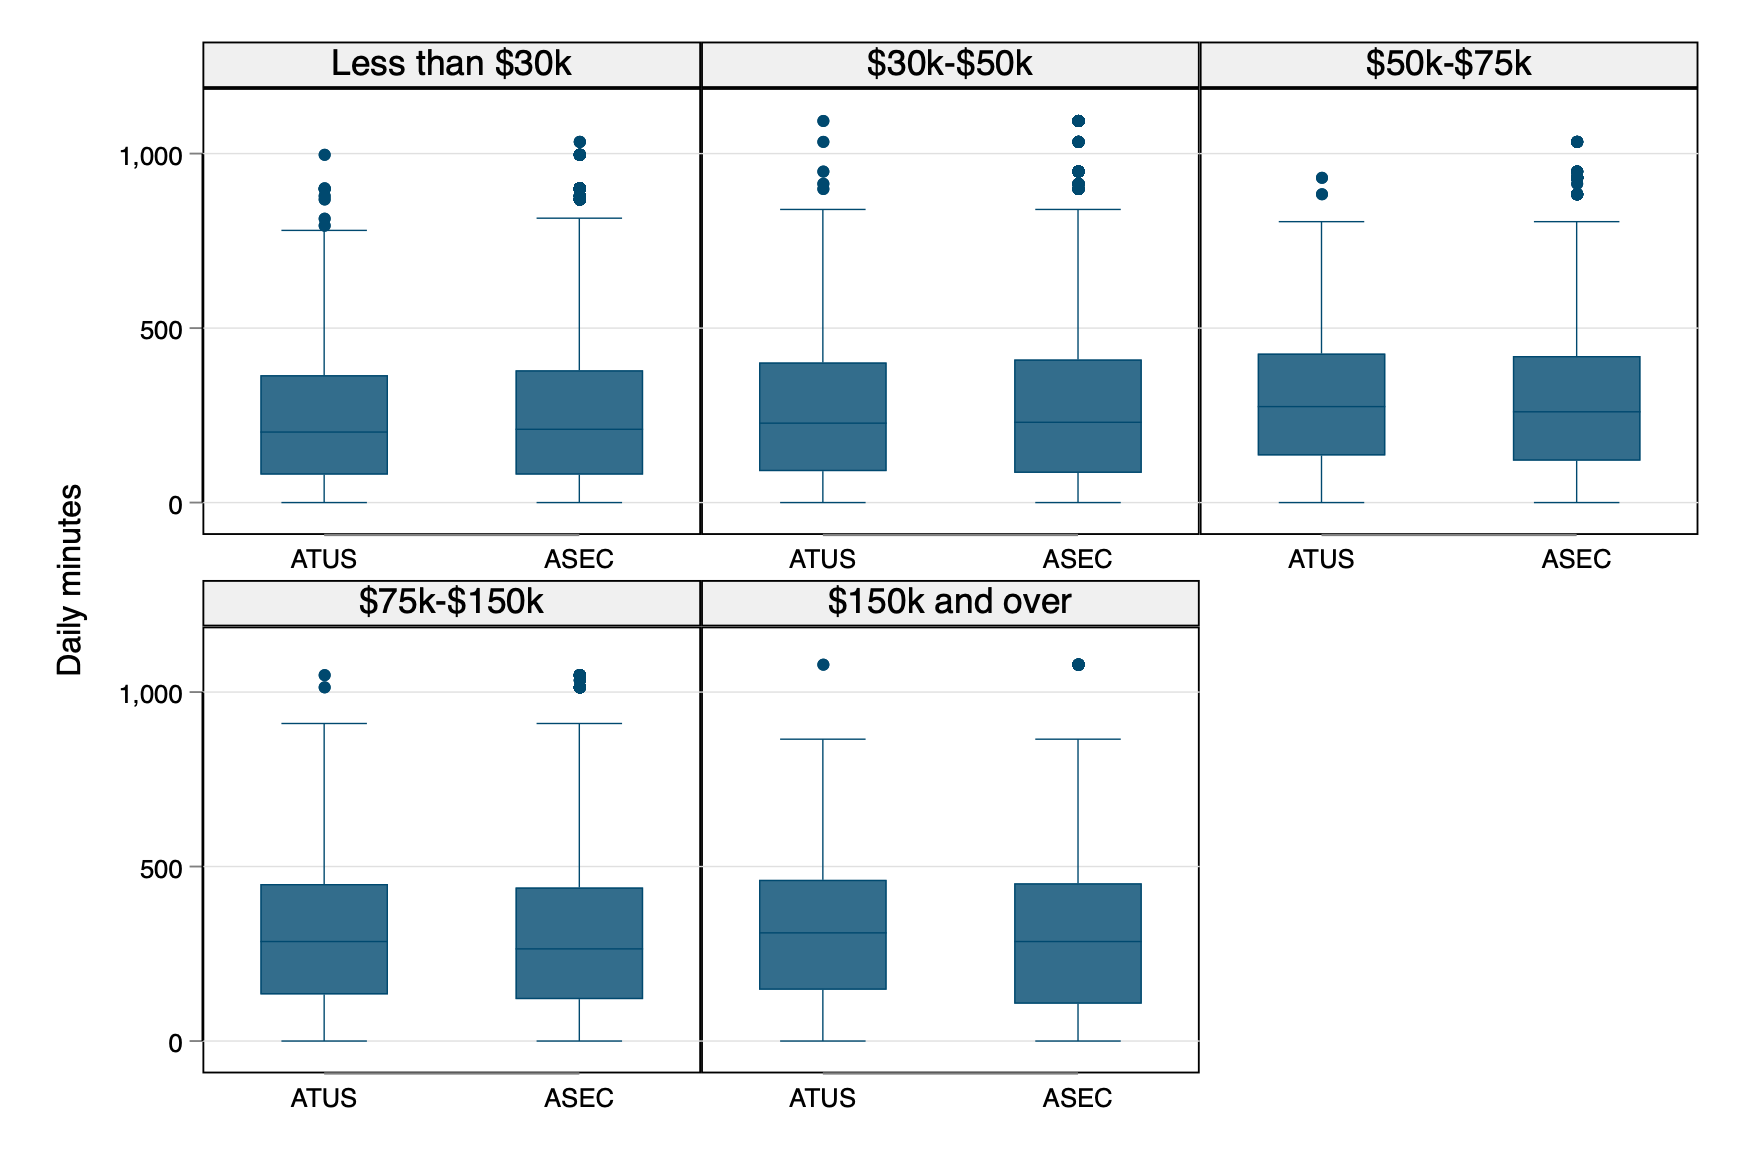 Less than $30k
$30k-$50k
$50k-$75k
1,000
500
0
ATUS
ASEC
ATUS
ASEC
ATUS
ASEC
Daily minutes
$75k-$150k
$150k and over
1,000
500
0
ATUS
ASEC
ATUS
ASEC